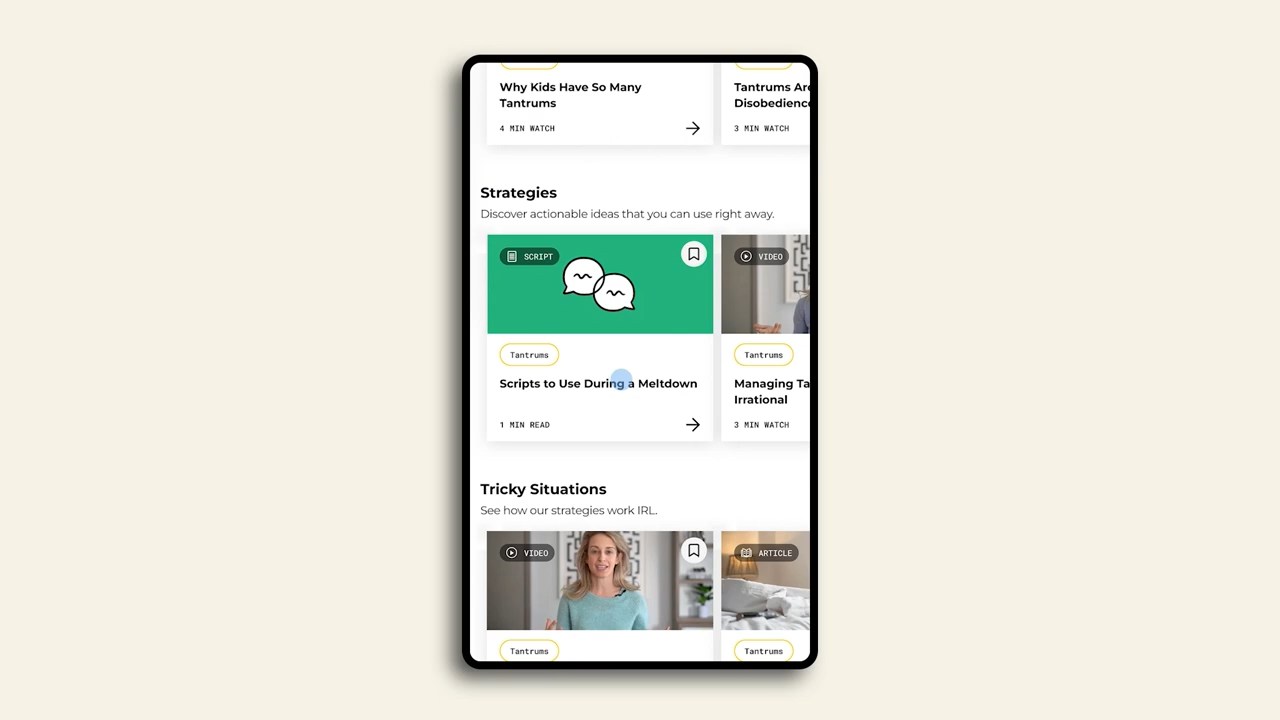 Why Kids Have So Many
Tantrums
4 MIN WATCH
Tantrums Are
Disobedience
3 MIN WATCH
Strategies
Discover actionable ideas that you can use right away.
SCRIPT
Tantrums
Scripts to Use During a Meltdown
1 MIN READ
VIDEO
Tantrums
Managing Ta
Irrational
3 MIN WATCH
Tricky Situations
See how our strategies work IRL.
VIDEO
Tantrums
ARTICLE
Tantrums